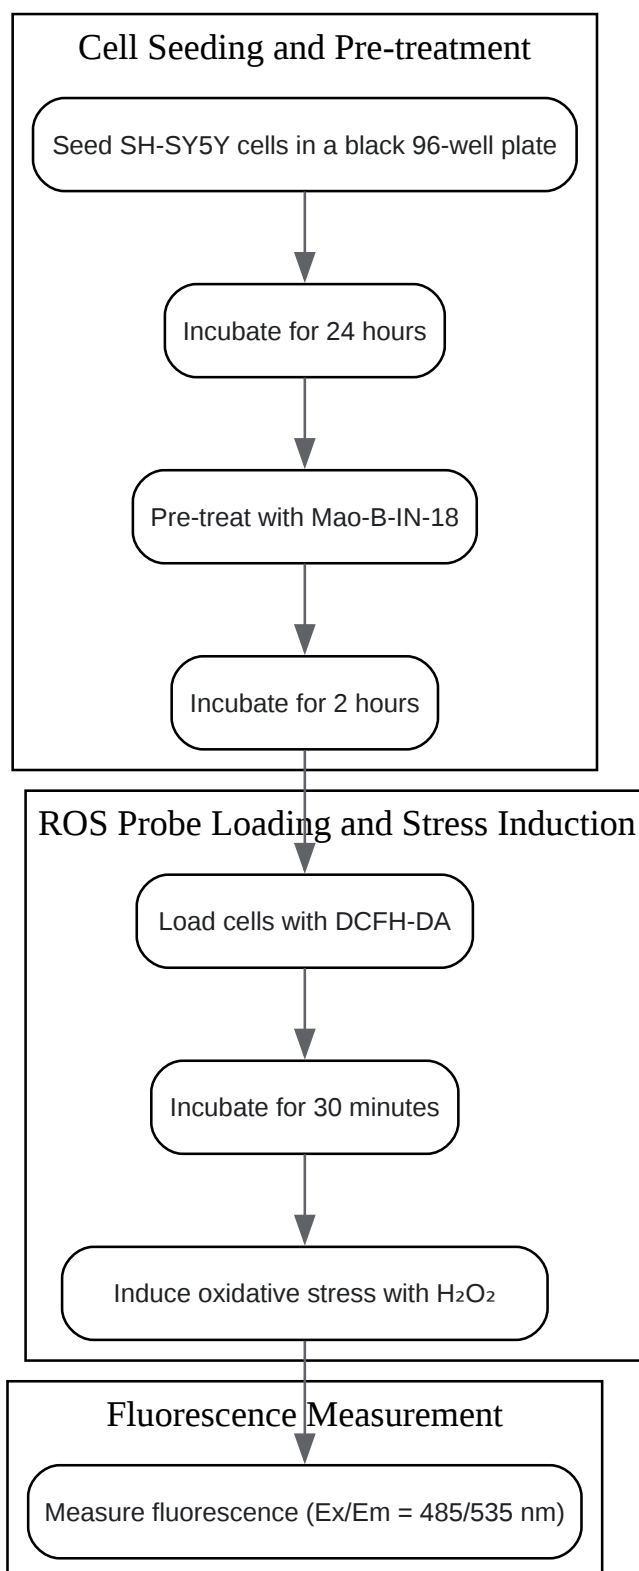 Cell Seeding and Pre-treatment
Seed SH-SY5Y cells in a black 96-well plate
Incubate for 24 hours
Pre-treat with Mao-B-IN-18
Incubate for 2 hours
ROS Probe Loading and Stress Induction
Load cells with DCFH-DA
Incubate for 30 minutes
Induce oxidative stress with H₂O₂
Fluorescence Measurement
Measure fluorescence (Ex/Em = 485/535 nm)